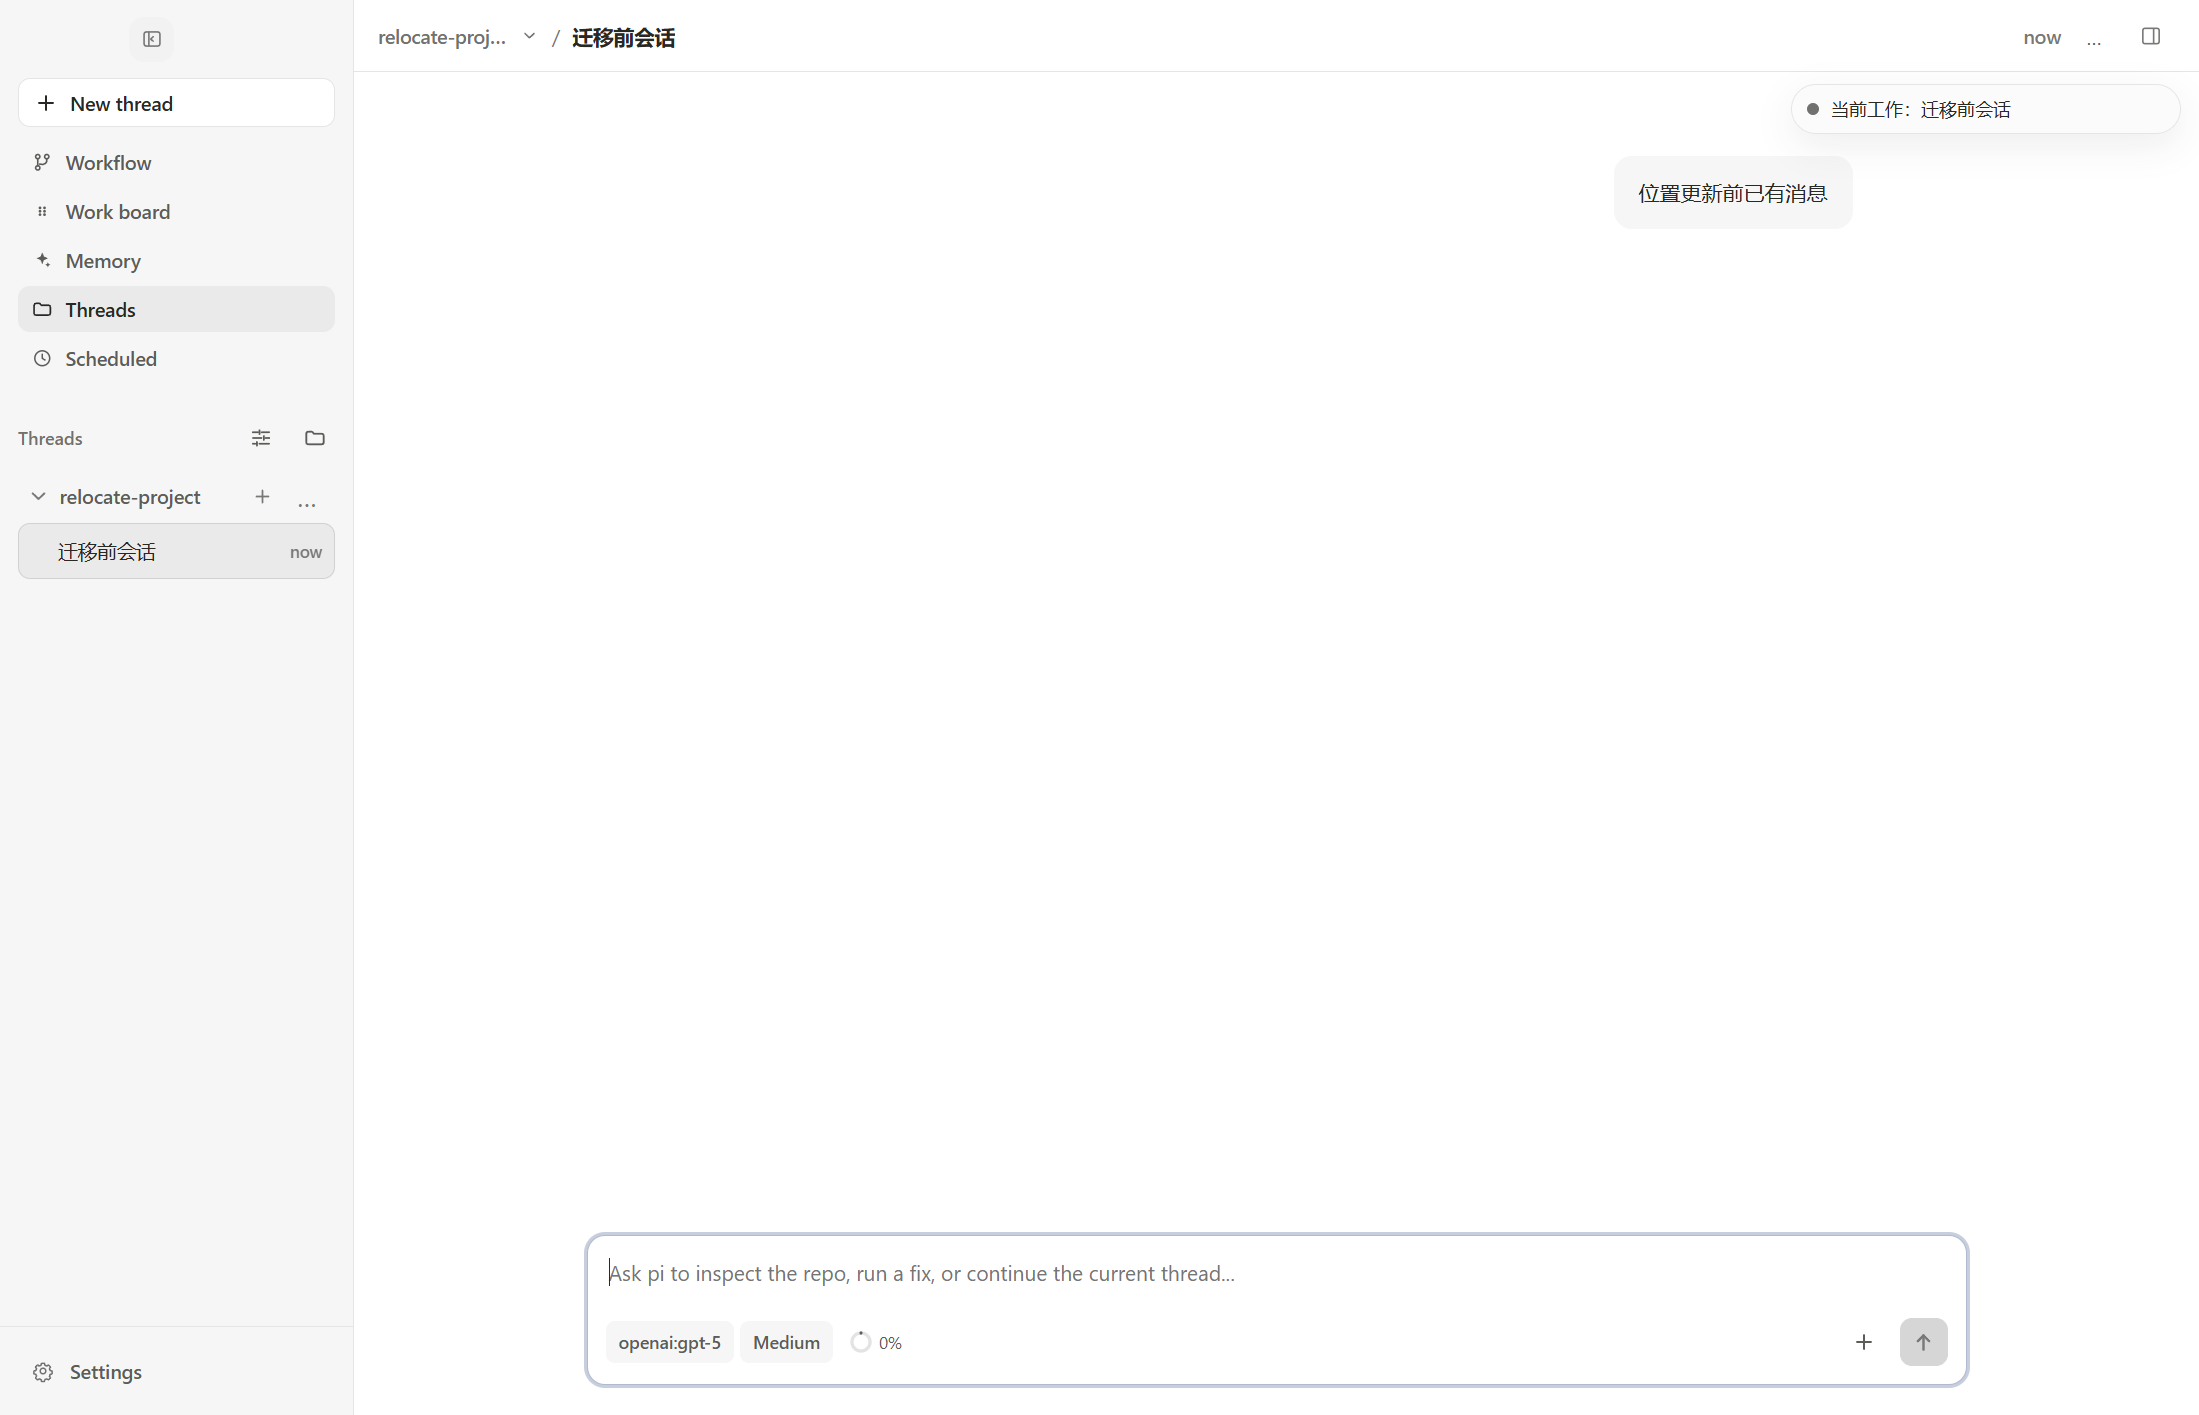 New thread
Workflow
Work board
Memory
Threads
Scheduled
Threads
relocate-project
...
迁移前会话 now
Settings
relocate-proj... / 迁移前会话
now ...
当前工作：迁移前会话
位置更新前已有消息
Ask pi to inspect the repo, run a fix, or continue the current thread...
openai:gpt-5 Medium 0%